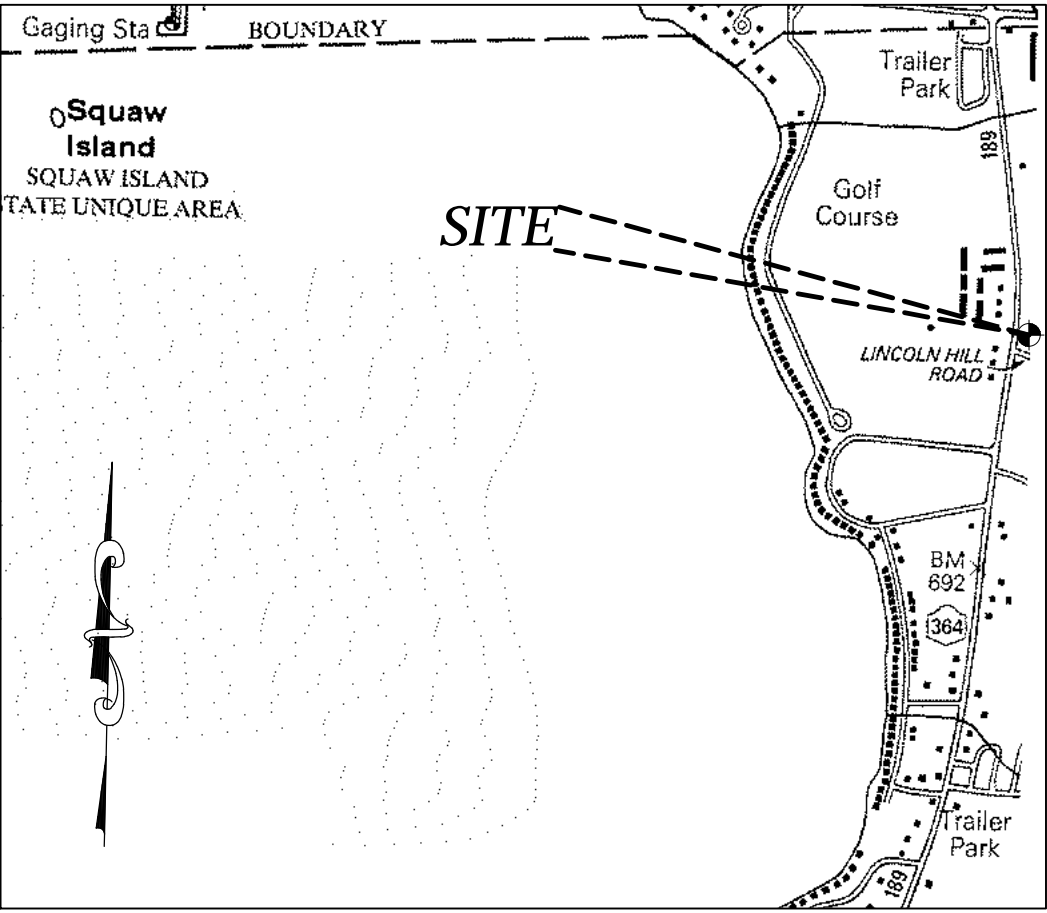 Gaging Sta
BOUNDARY
Trailer
Park
Squaw
Island
SQUAW ISLAND
TATE UNIQUE AREA
189
Golf
Course
SITE
LINCOLN HILL
ROAD
BM
692
364
Trailer
Park
189